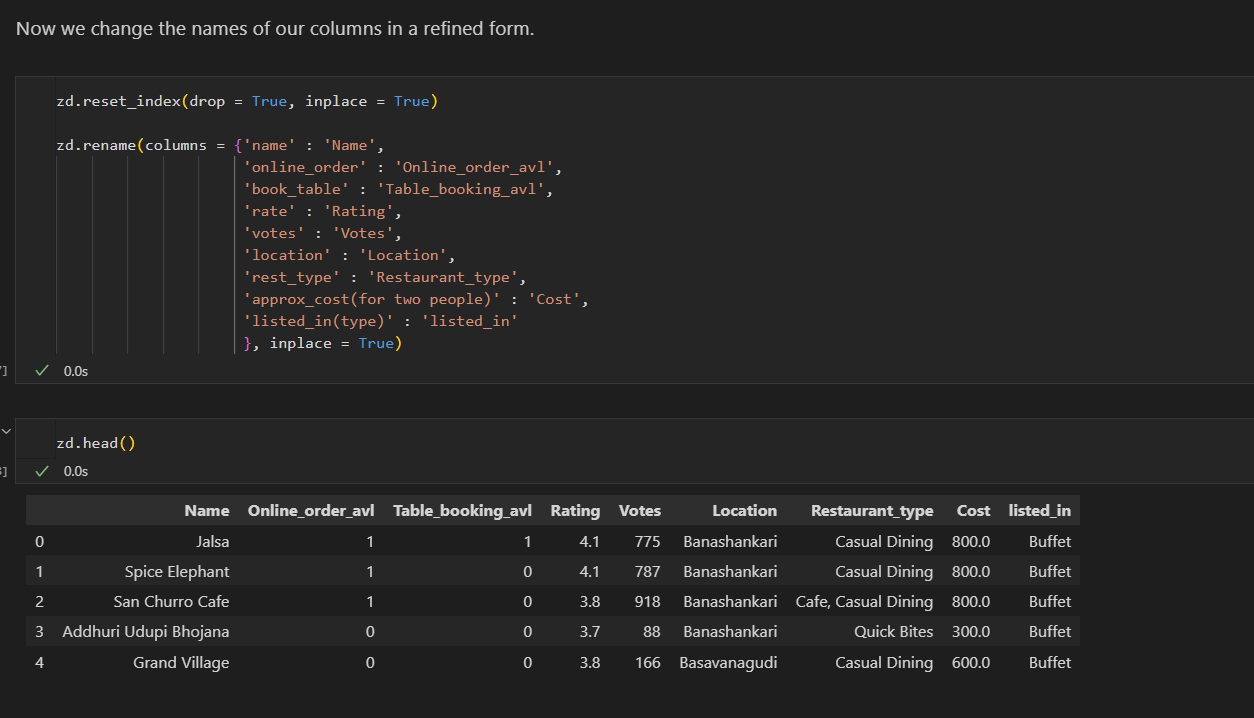 Now we change the names of our columns in a refined form.
zd.reset_index(drop = True, inplace = True)
zd.rename(columns = {'name' : 'Name',
'online_order' : 'Online_order_avl',
'book_table' : 'Table_booking_avl',
'rate' : 'Rating',
'votes' : 'Votes',
'location' : 'Location',
'rest_type' : 'Restaurant_type',
'approx_cost(for two people)' : 'Cost',
'listed_in(type)' : 'listed_in'
}, inplace = True)
0.0s
zd.head()
0.0s
Name Online_order_avl Table_booking_avl Rating Votes Location Restaurant_type Cost listed_in
0 Jalsa 1 1 4.1 775 Banashankari Casual Dining 800.0 Buffet
1 Spice Elephant 1 0 4.1 787 Banashankari Casual Dining 800.0 Buffet
2 San Churro Cafe 1 0 3.8 918 Banashankari Cafe, Casual Dining 800.0 Buffet
3 Addhuri Udupi Bhojana 0 0 3.7 88 Banashankari Quick Bites 300.0 Buffet
4 Grand Village 0 0 3.8 166 Basavanagudi Casual Dining 600.0 Buffet